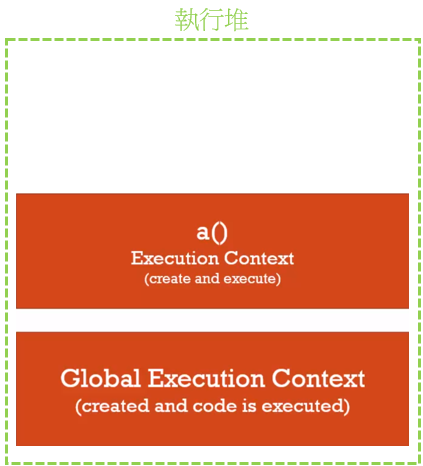 執行堆
a()
Execution Context
(create and execute)
Global Execution Context
(created and code is executed)